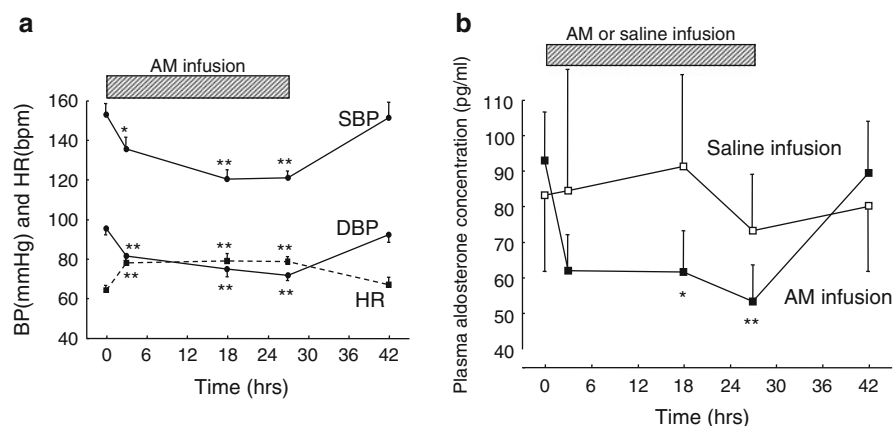 a
AM infusion
BP(mmHg) and HR(bpm)
160
140
120
100
80
60
40
*
**
**
SBP
DBP
**
**
**
**
**
**
HR
0 6 12 18 24 30 36 42
Time (hrs)
b
AM or saline infusion
Plasma aldosterone concentration (pg/ml)
110
100
90
80
70
60
50
40
Saline infusion
AM infusion
*
**
0 6 12 18 24 30 36 42
Time (hrs)